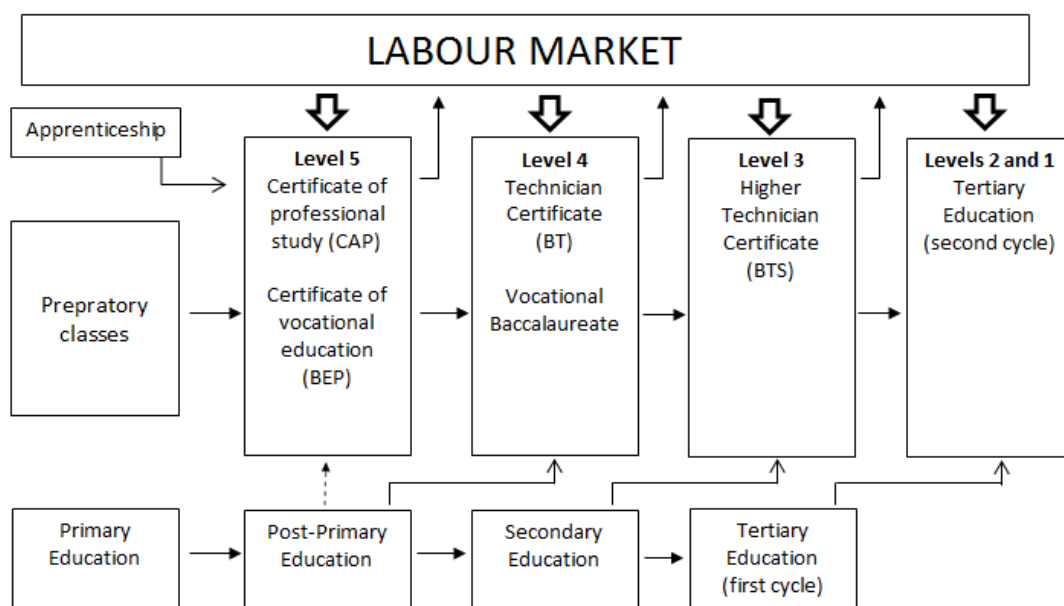 LABOUR MARKET
Apprenticeship
Level 5
Certificate of
professional
study (CAP)
Certificate of
vocational
education
(BEP)
Level 4
Technician
Certificate
(BT)
Vocational
Baccalaureate
Level 3
Higher
Technician
Certificate
(BTS)
Levels 2 and 1
Tertiary
Education
(second cycle)
Prepratory
classes
Primary
Education
Post-Primary
Education
Secondary
Education
Tertiary
Education
(first cycle)